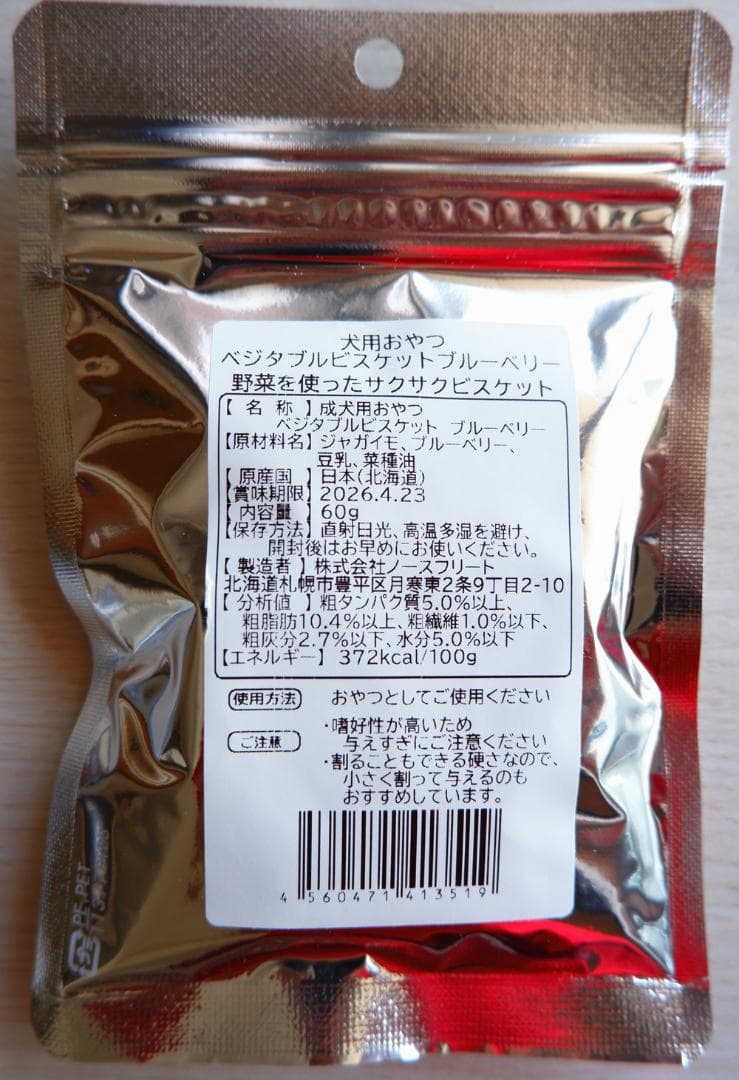 犬用おやつ
ベジタブルビスケットブルーベリー
野菜を使ったサクサクビスケット
【 名 称 】成犬用おやつ
ベジタブルビスケット ブルーベリー
【原材料名】ジャガイモ、ブルーベリー、
豆乳、菜種油
【 原産国 】日本(北海道)
【賞味期限】2026.4.23
【 内容量 】60g
【保存方法】直射日光、高温多湿を避け、
開封後はお早めにお使いください。
【 製造者 】株式会社ノースフリート
北海道札幌市豊平区月寒東2条9丁目2-10
【 分析値 】粗タンパク質5.0%以上、
粗脂肪10.4%以上、粗繊維1.0%以下、
粗灰分2.7%以下、水分5.0%以下
【エネルギー】 372kcal/100g
使用方法 おやつとしてご使用ください
ご注意 ・嗜好性が高いため
与えすぎにご注意ください
・割ることもできる硬さなので、
小さく割って与えるのも
おすすめしています。
4 560471 413519
PE, PET